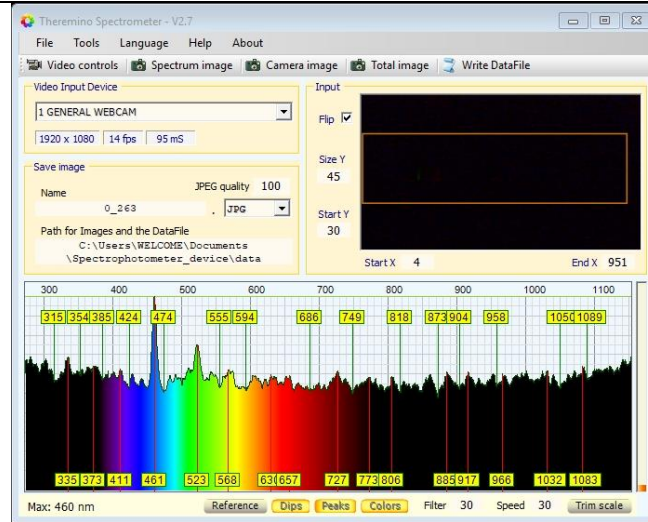 Theremino Spectrometer - V2.7
File Tools Language Help About
Video controls Spectrum image Camera image Total image Write DataFile
Video Input Device
1 GENERAL WEBCAM
1920 x 1080 14 fps 95 mS
Save image
Name JPEG quality 100
0_263 . JPG
Path for Images and the DataFile
C:\Users\WELCOME\Documents
\Spectrophotometer_device\data
Input
Flip
Size Y
45
Start Y
30
Start X 4 End X 951
300 400 500 600 700 800 900 1000 1100
315 354 385 424 474 555 594 686 749 818 873 904 958 1050 1089
335 373 411 461 523 568 630 657 727 773 806 885 917 966 1032 1083
Max: 460 nm Reference Dips Peaks Colors Filter 30 Speed 30 Trim scale